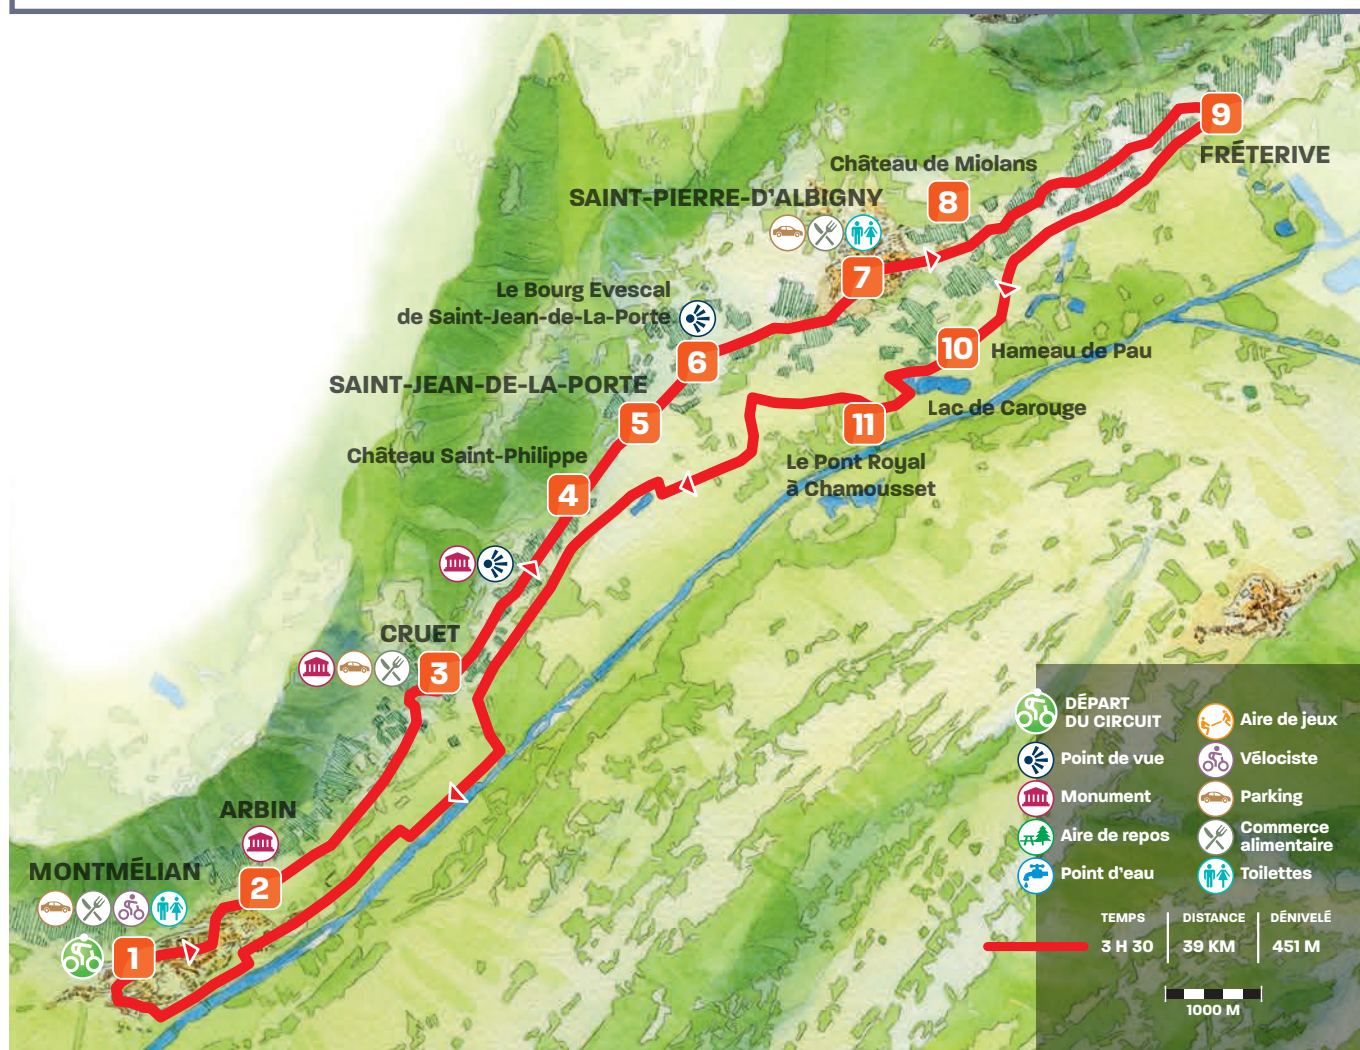 9
FRÉTERIVE
Château de Miolans
8
SAINT-PIERRE-D'ALBIGNY
7
Le Bourg Evescal
de Saint-Jean-de-La-Porte
6
10
Hameau de Pau
SAINT-JEAN-DE-LA-PORTE
5
11
Lac de Carouge
Château Saint-Philippe
4
Le Pont Royal
à Chamousset
CRUET
3
ARBIN
2
MONTMÉLIAN
1
DÉPART
DU CIRCUIT
Point de vue
Monument
Aire de repos
Point d'eau
Aire de jeux
Vélociste
Parking
Commerce
alimentaire
Toilettes
TEMPS
3 H 30
DISTANCE
39 KM
DÉNIVELÉ
451 M
1000 M